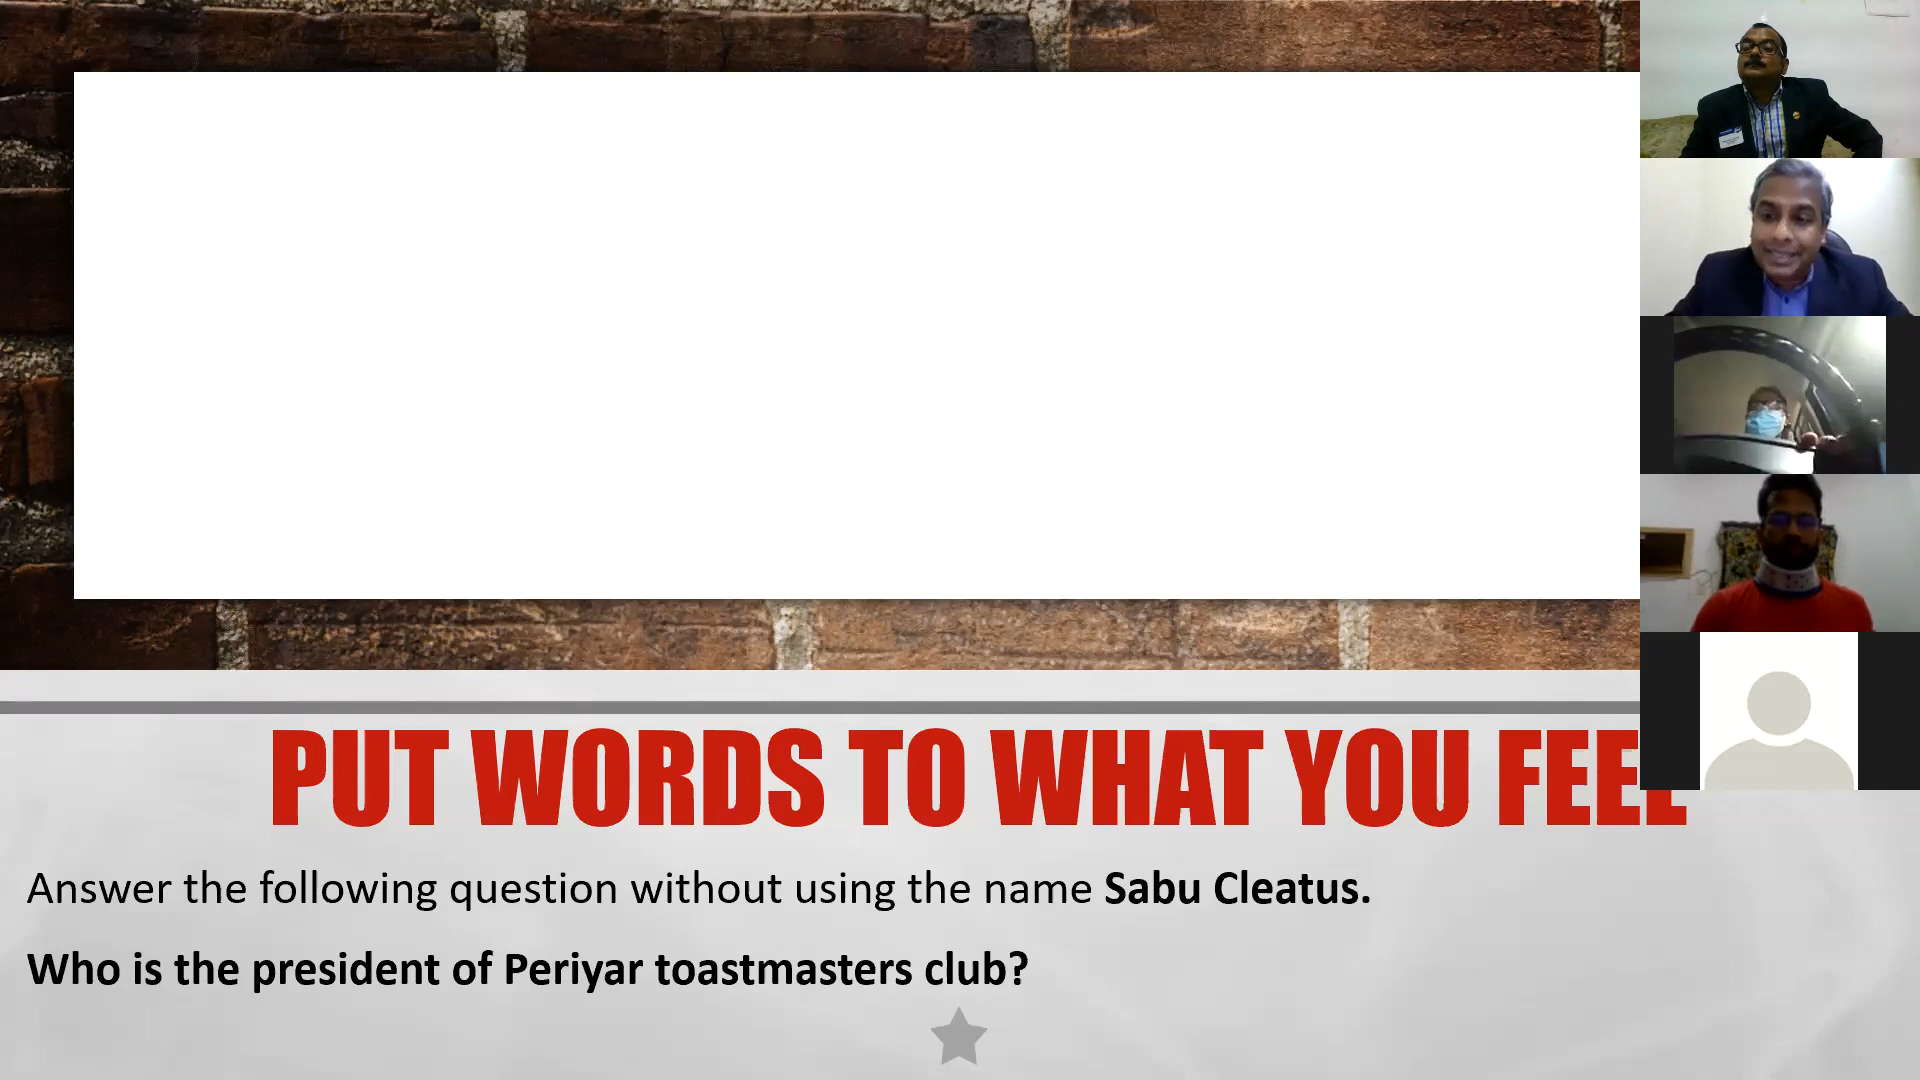 PUT WORDS TO WHAT YOU FEEL
Answer the following question without using the name Sabu Cleatus.
Who is the president of Periyar toastmasters club?